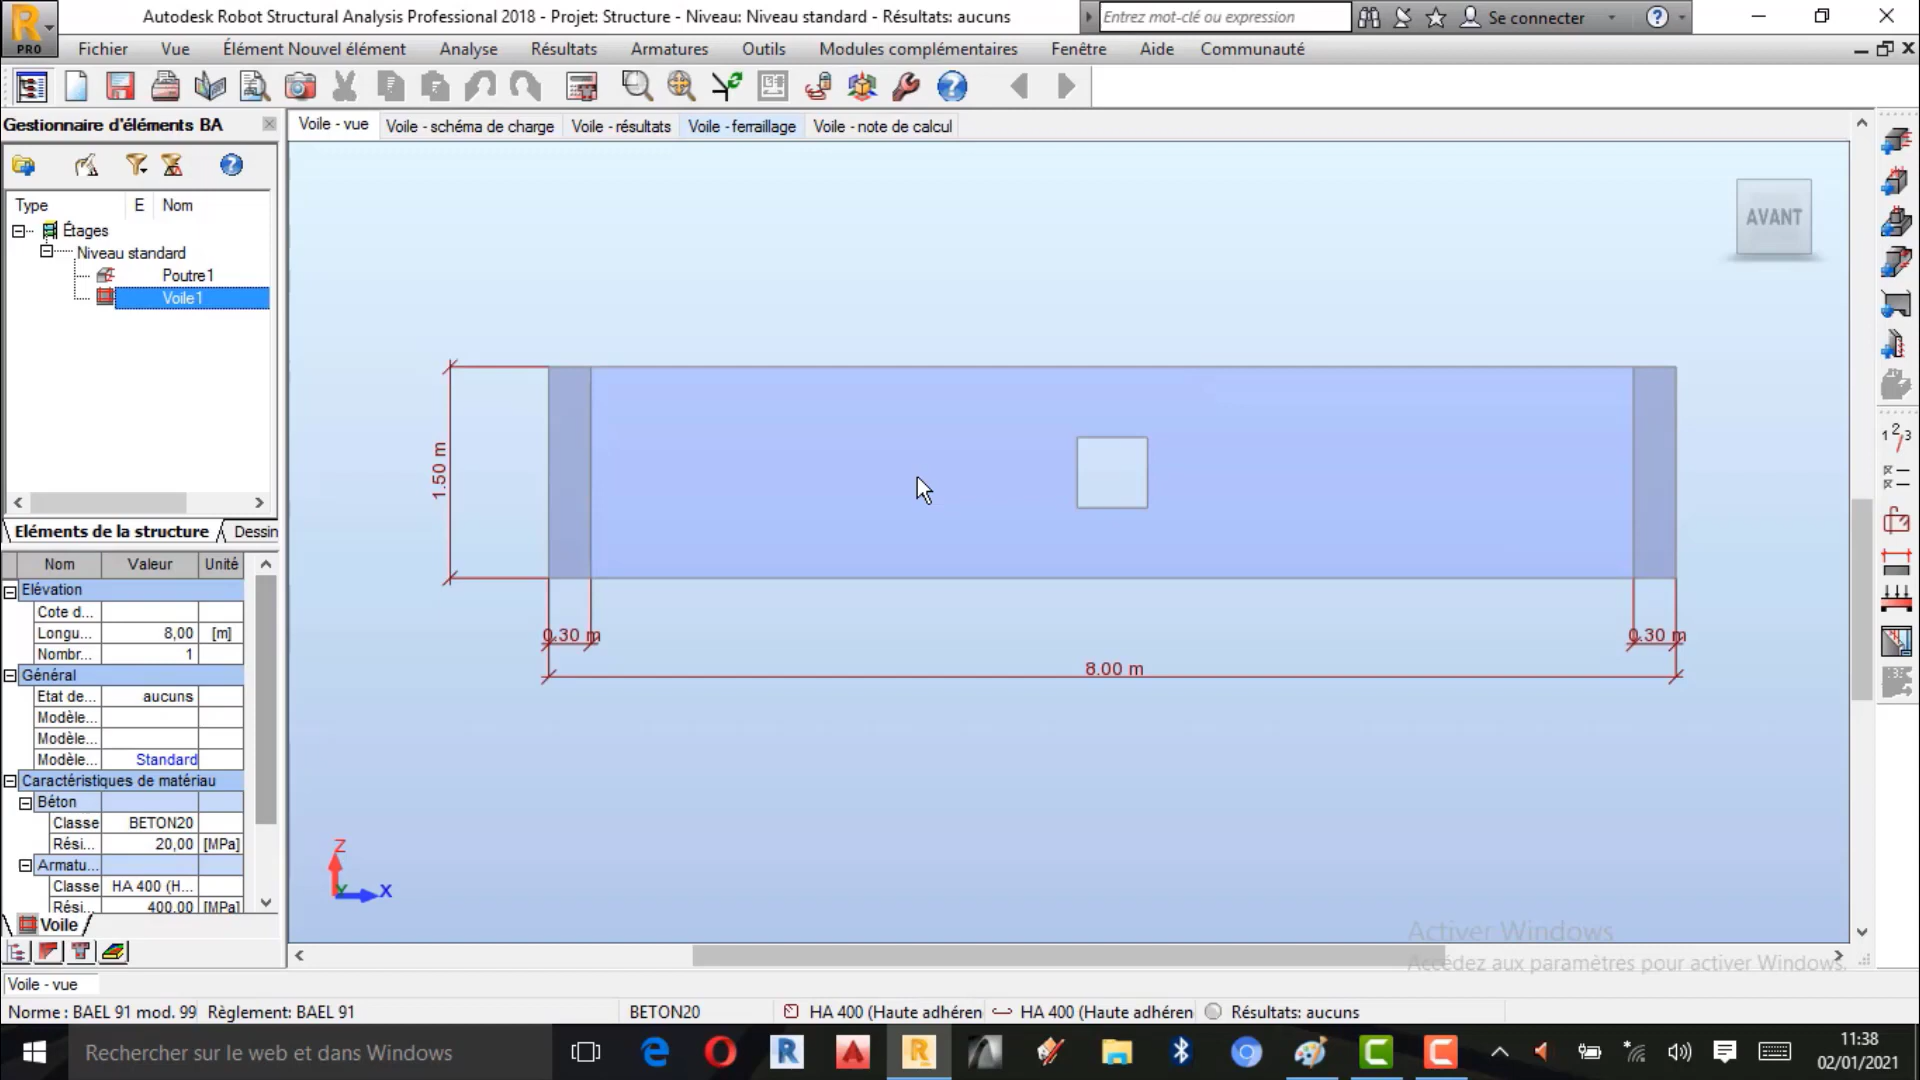 Autodesk Robot Structural Analysis Professional 2018 - Projet: Structure - Niveau: Niveau standard - Résultats: aucuns
Entrez mot-clé ou expression
Se connecter
PRO
Fichier Vue Élément Nouvel élément Analyse Résultats Armatures Outils Modules complémentaires Fenêtre Aide Communauté
Gestionnaire d'éléments BA
Voile - vue Voile - schéma de charge Voile - résultats Voile - ferraillage Voile - note de calcul
Type E Nom
Étages
Niveau standard
Poutre1
Voile1
AVANT
1.50 m
0.30 m
0.30 m
8.00 m
Eléments de la structure Dessin
Nom Valeur Unité
Elévation
Cote d...
Longu... 8,00 [m]
Nombr... 1
Général
Etat de... aucuns
Modèle...
Modèle...
Modèle... Standard
Caractéristiques de matériau
Béton
Classe BETON20
Rési... 20,00 [MPa]
Armatu...
Classe HA 400 (H...
Rési... 400,00 [MPa]
Voile
Z
Y
X
Activer Windows
Accédez aux paramètres pour activer Windows.
Voile - vue
Norme : BAEL 91 mod. 99 Règlement: BAEL 91 BETON20 HA 400 (Haute adhéren HA 400 (Haute adhéren Résultats: aucuns
Rechercher sur le web et dans Windows
11:38
02/01/2021